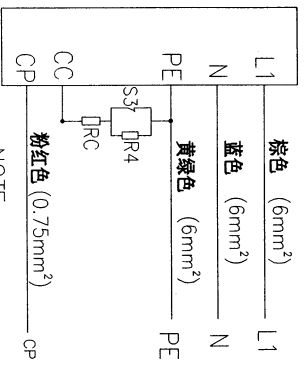 CP
CC
PE
N
L1
S3
RC
R4
棕色 (6mm²)
蓝色 (6mm²)
黄绿色 (6mm²)
粉红色 (0.75mm²)
L1
N
PE
CP
NOTE